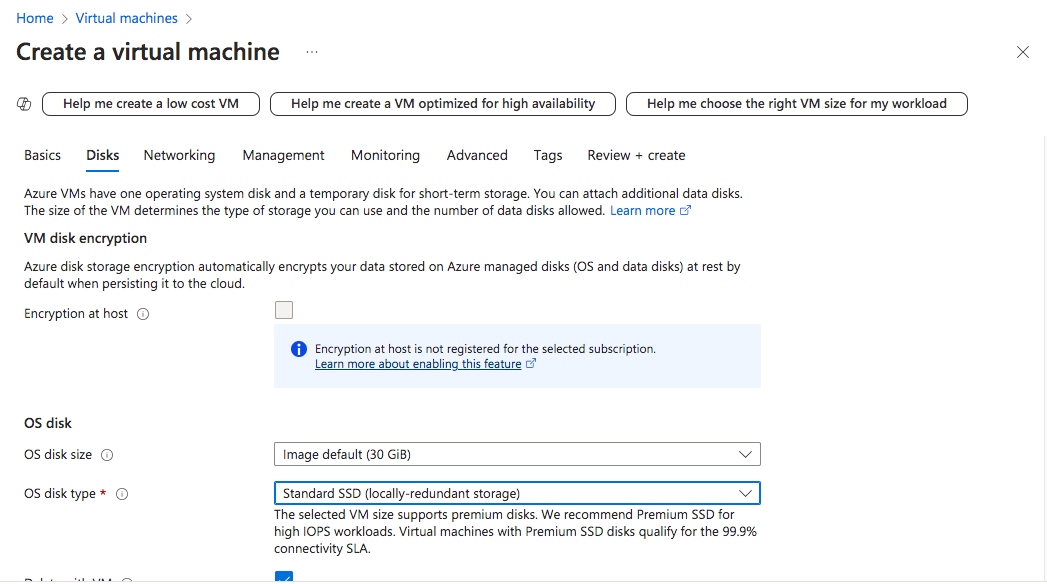 Home > Virtual machines >
Create a virtual machine ...
Help me create a low cost VM
Help me create a VM optimized for high availability
Help me choose the right VM size for my workload
Basics
Disks
Networking
Management
Monitoring
Advanced
Tags
Review + create
Azure VMs have one operating system disk and a temporary disk for short-term storage. You can attach additional data disks.
The size of the VM determines the type of storage you can use and the number of data disks allowed. Learn more
VM disk encryption
Azure disk storage encryption automatically encrypts your data stored on Azure managed disks (OS and data disks) at rest by
default when persisting it to the cloud.
Encryption at host
Encryption at host is not registered for the selected subscription.
Learn more about enabling this feature
OS disk
OS disk size
Image default (30 GiB)
OS disk type *
Standard SSD (locally-redundant storage)
The selected VM size supports premium disks. We recommend Premium SSD for
high IOPS workloads. Virtual machines with Premium SSD disks qualify for the 99.9%
connectivity SLA.